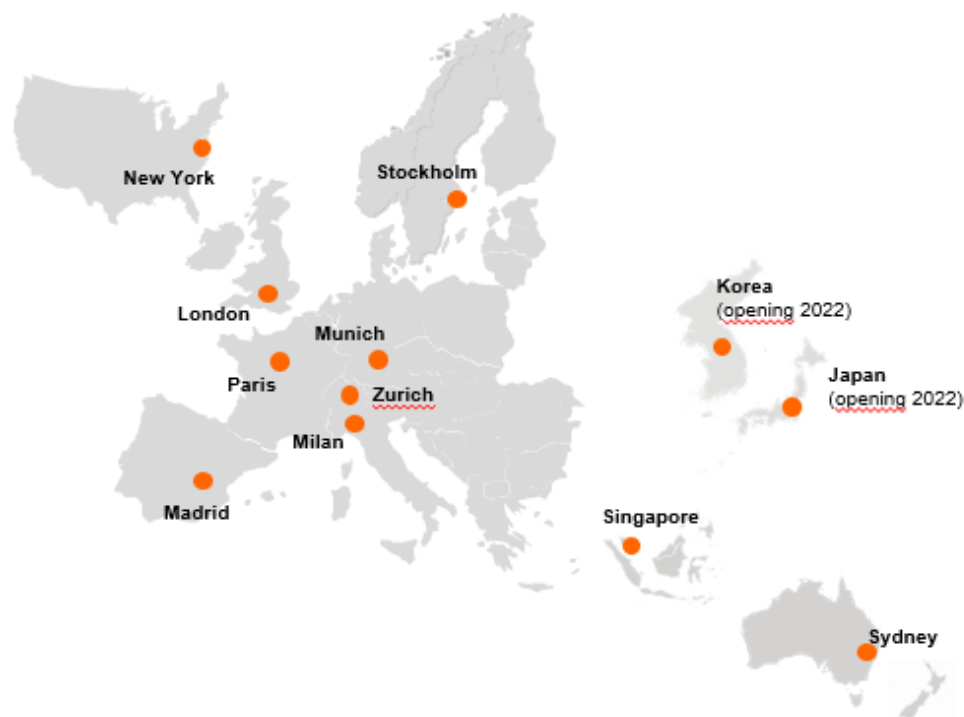 New York
Stockholm
London
Munich
Paris
Zurich
Milan
Madrid
Korea
(opening 2022)
Japan
(opening 2022)
Singapore
Sydney